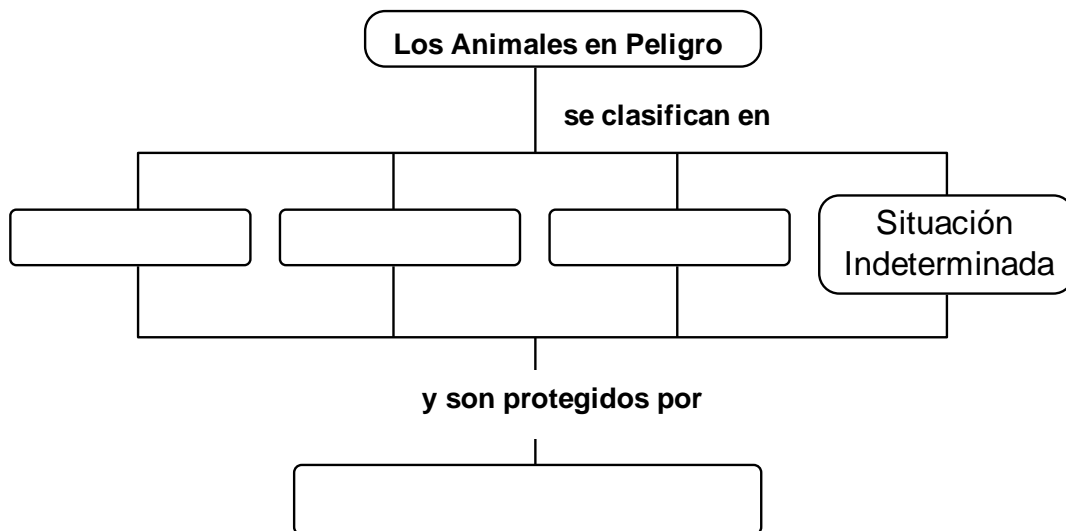 Los Animales en Peligro
se clasifican en
Situación
Indeterminada
y son protegidos por